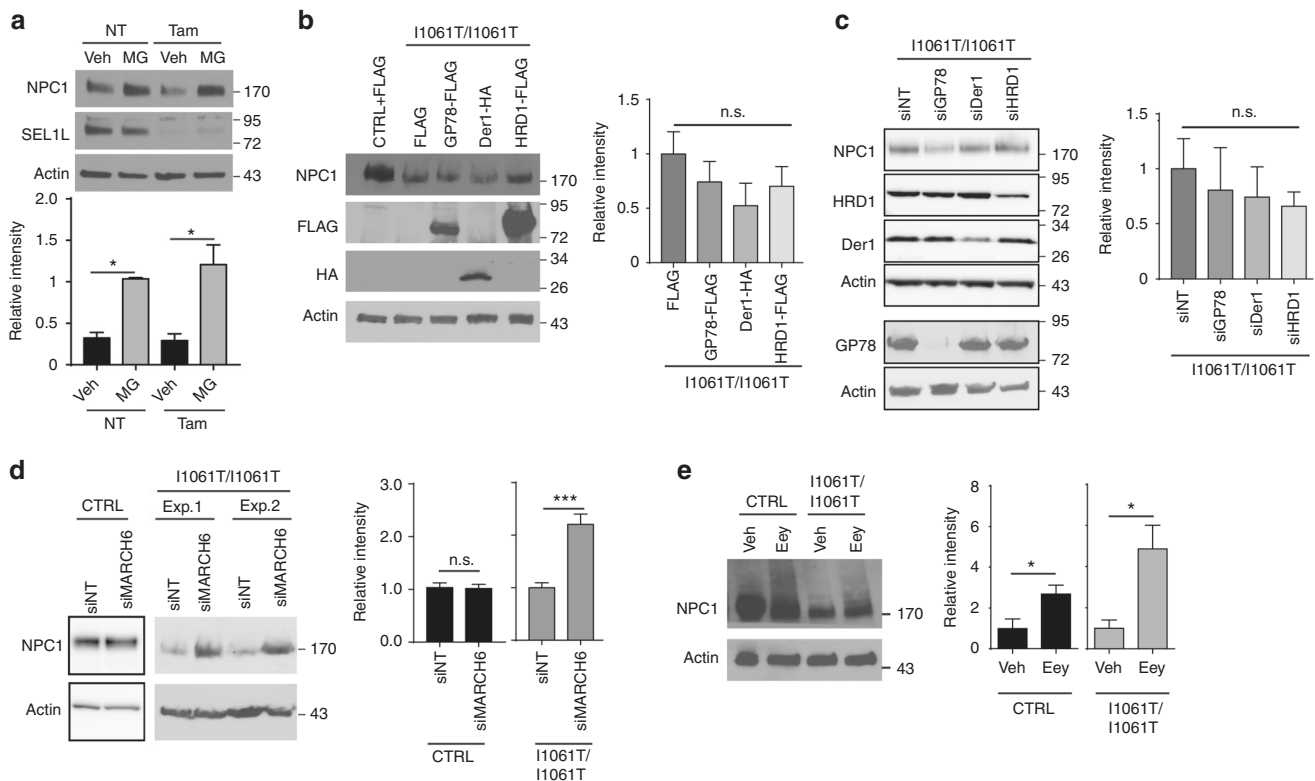 a
NT Tam
Veh MG Veh MG
NPC1
170
SEL1L
95
72
Actin
43
Relative intensity
2.0
1.5
1
0.5
0
*
*
Veh MG Veh MG
NT Tam
b
I1061T/I1061T
CTRL+FLAG
FLAG
GP78-FLAG
Der1-HA
HRD1-FLAG
NPC1
170
FLAG
95
72
HA
34
26
Actin
43
Relative intensity
1.5
1
0.5
0
n.s.
FLAG
GP78-FLAG
Der1-HA
HRD1-FLAG
I1061T/I1061T
c
I1061T/I1061T
siNT
siGP78
siDer1
siHRD1
NPC1
170
HRD1
95
72
Der1
34
26
Actin
43
GP78
95
72
Actin
43
Relative intensity
1.5
1
0.5
0
n.s.
siNT
siGP78
siDer1
siHRD1
I1061T/I1061T
d
I1061T/I1061T
CTRL Exp.1 Exp.2
siNT
siMARCH6
siNT
siMARCH6
siNT
siMARCH6
NPC1
170
Actin
43
Relative intensity
3.0
2.0
1.0
0.0
n.s.
***
siNT
siMARCH6
siNT
siMARCH6
CTRL
I1061T/
I1061T
e
CTRL
I1061T/
I1061T
Veh
Eey
Veh
Eey
NPC1
170
Actin
43
Relative intensity
8
6
4
2
0
*
*
Veh Eey Veh Eey
CTRL
I1061T/
I1061T